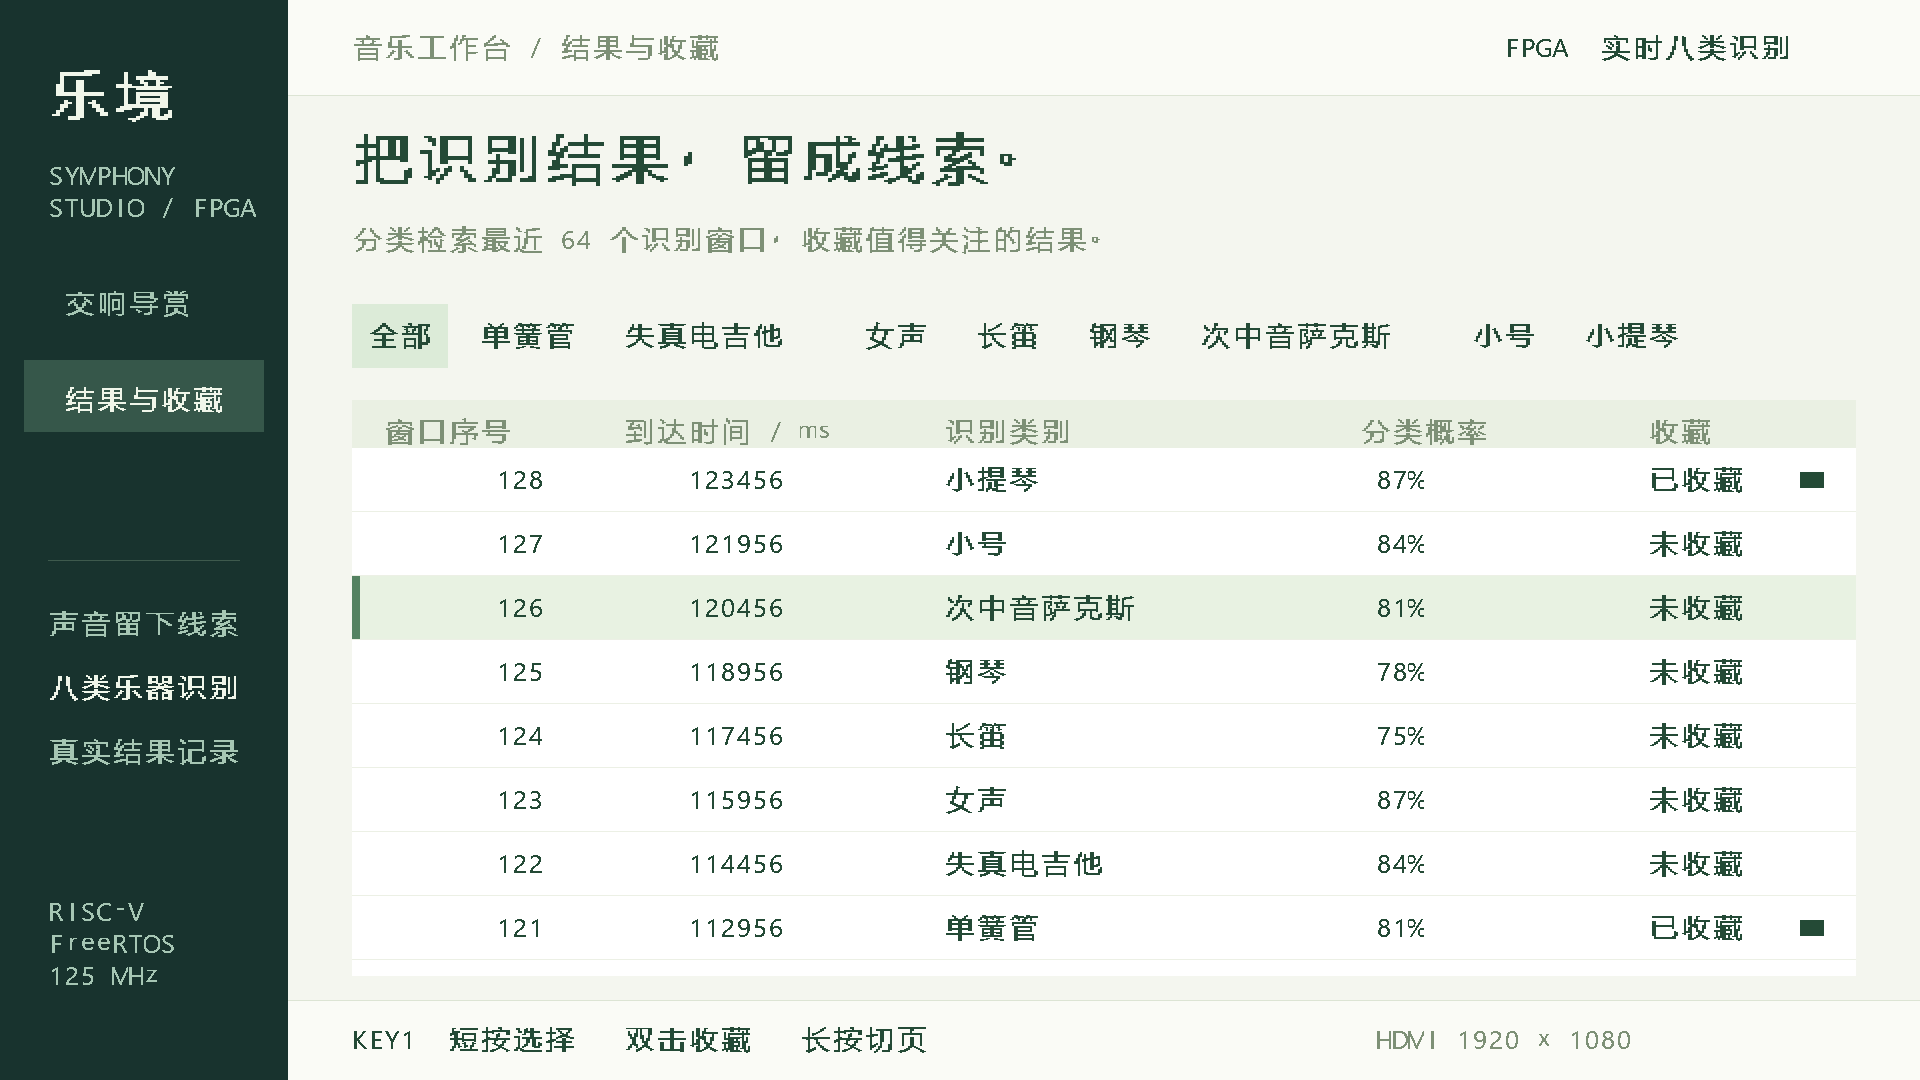 乐境
SYMPHONY
STUDIO / FPGA
交响导赏
结果与收藏
声音留下线索
八类乐器识别
真实结果记录
RISC-V
FreeRTOS
125 MHz
音乐工作台 / 结果与收藏
FPGA 实时八类识别
把识别结果，留成线索。
分类检索最近 64 个识别窗口，收藏值得关注的结果。
全部 单簧管 失真电吉他 女声 长笛 钢琴 次中音萨克斯 小号 小提琴
窗口序号 到达时间 / ms 识别类别 分类概率 收藏
128 123456 小提琴 87% 已收藏
127 121956 小号 84% 未收藏
126 120456 次中音萨克斯 81% 未收藏
125 118956 钢琴 78% 未收藏
124 117456 长笛 75% 未收藏
123 115956 女声 87% 未收藏
122 114456 失真电吉他 84% 未收藏
121 112956 单簧管 81% 已收藏
KEY1 短按选择 双击收藏 长按切页
HDMI 1920 x 1080